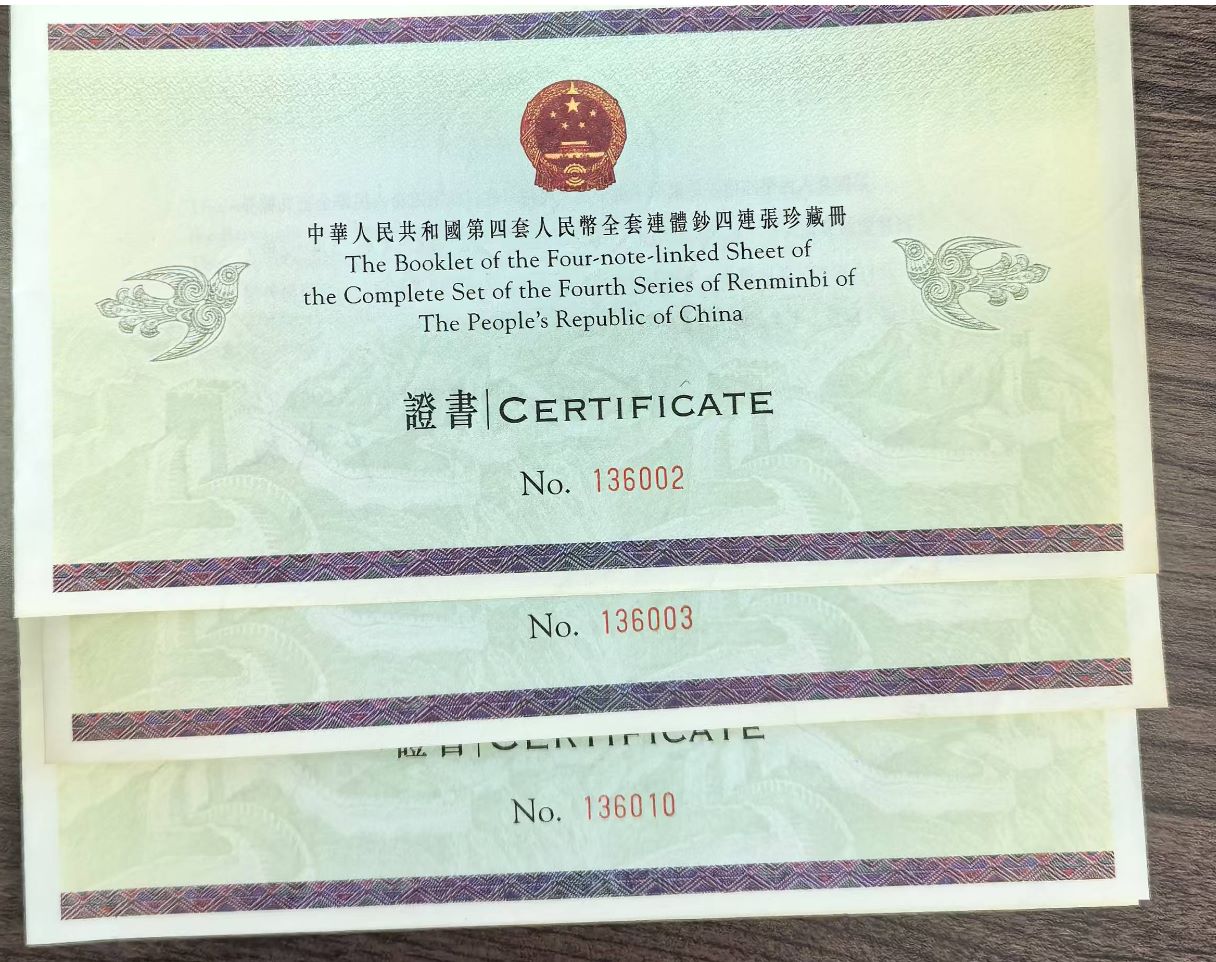 中華人民共和國第四套人民幣全套連體鈔四連張珍藏冊
The Booklet of the Four-note-linked Sheet of
the Complete Set of the Fourth Series of Renminbi of
The People's Republic of China
證書|CERTIFICATE
No. 136002
No. 136003
證書|CERTIFICATE
No. 136010